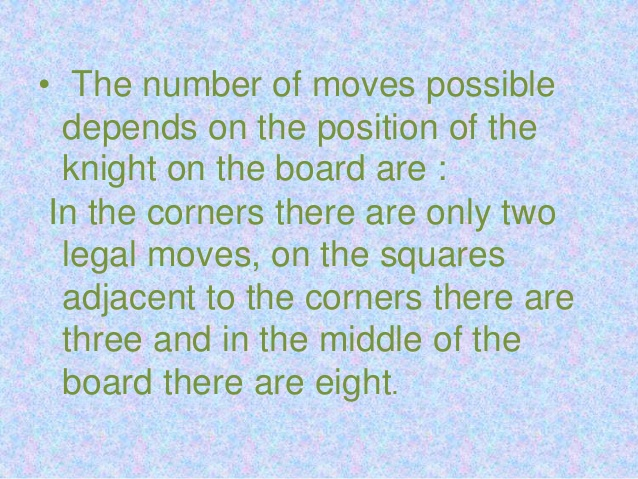 • The number of moves possible
depends on the position of the
knight on the board are :
In the corners there are only two
legal moves, on the squares
adjacent to the corners there are
three and in the middle of the
board there are eight.